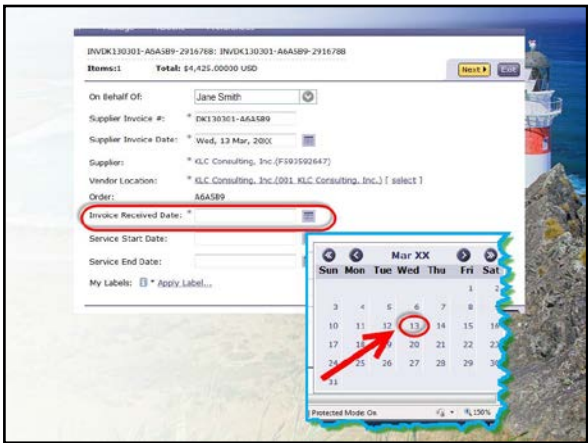 INVDK130301-A6A5B9-2916788: INVDK130301-A6A5B9-2916788
Items:1 Total: $4,425.00000 USD
Next Exit
On Behalf Of: Jane Smith
Supplier Invoice #: * DK130301-A6A5B9
Supplier Invoice Date: * Wed, 13 Mar, 20XX
Supplier: * KLC Consulting, Inc.(F593592647)
Vendor Location: * KLC Consulting, Inc.(001 KLC Consulting, Inc.) [ select ]
Order: A6A5B9
Invoice Received Date: *
Service Start Date:
Service End Date:
My Labels: * Apply Label...
Mar XX
Sun Mon Tue Wed Thu Fri Sat
1 2
3 4 5 6 7 8
10 11 12 13 14 15 16
17 18 19 20 21 22 23
24 25 26 27 28 29 30
31
Protected Mode: On 150%